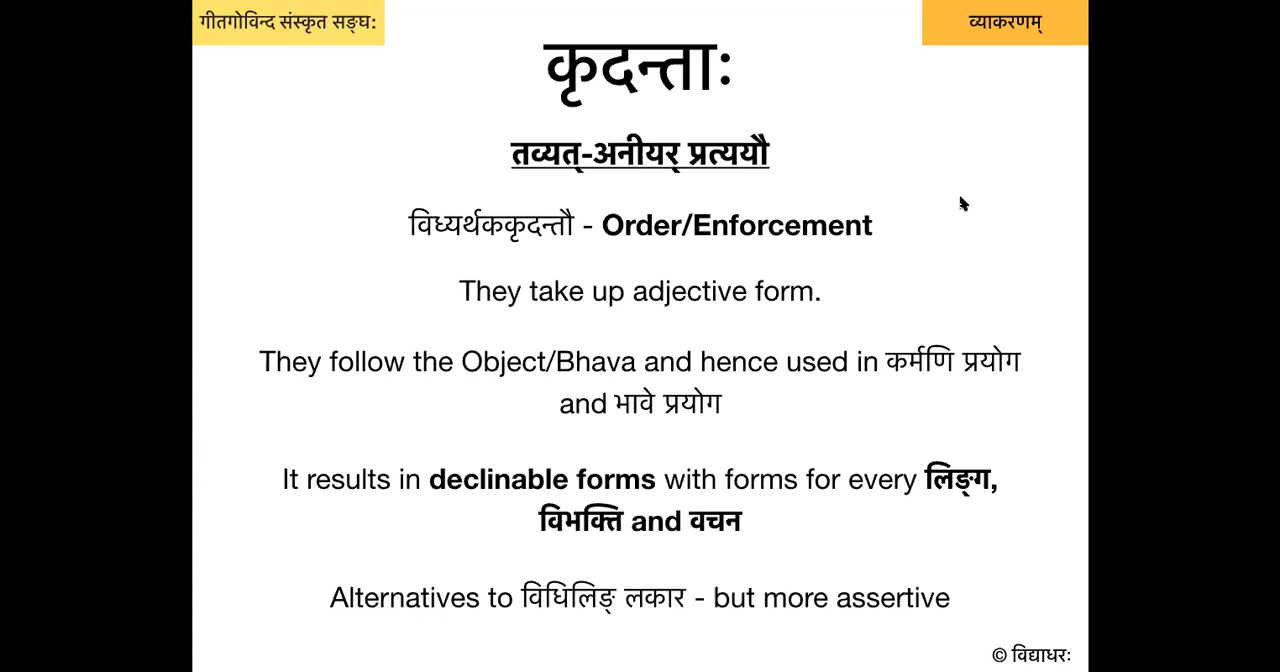 गीतगोविन्द संस्कृत सङ्घः
व्याकरणम्
कृदन्ताः
तव्यत्-अनीयर् प्रत्ययौ
विध्यर्थककृदन्तौ - Order/Enforcement
They take up adjective form.
They follow the Object/Bhava and hence used in कर्मणि प्रयोग
and भावे प्रयोग
It results in declinable forms with forms for every लिङ्ग,
विभक्ति and वचन
Alternatives to विधिलिङ् लकार - but more assertive
© विद्याधरः